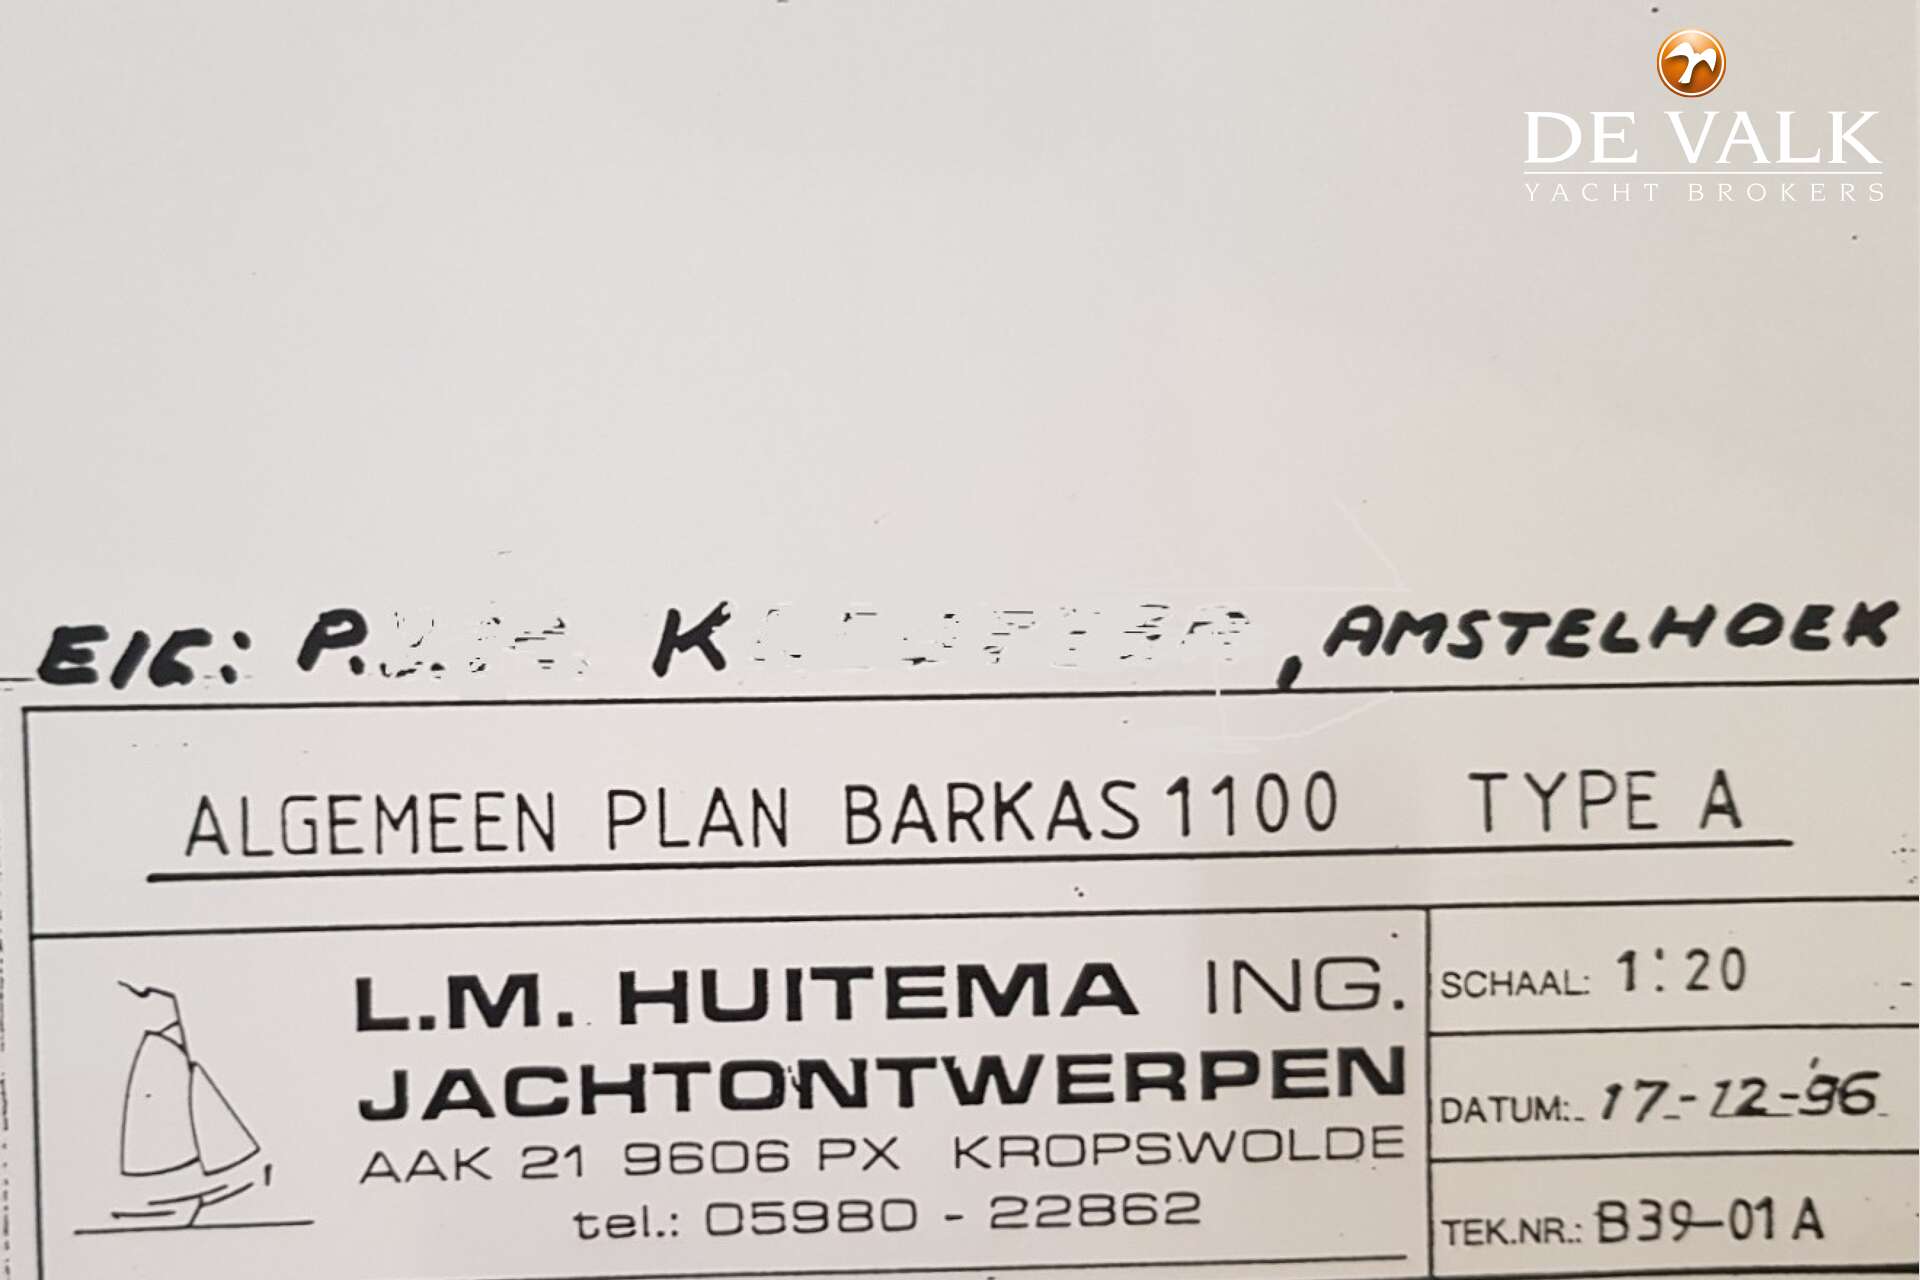 DE VALK
YACHT BROKERS
EIG: P. K , AMSTELHOEK
ALGEMEEN PLAN BARKAS 1100 TYPE A
L.M. HUITEMA ING.
JACHTONTWERPEN
AAK 21 9606 PX KROPSWOLDE
tel.: 05980 - 22862
SCHAAL: 1:20
DATUM: 17-12-'96
TEK.NR.: B39-01A